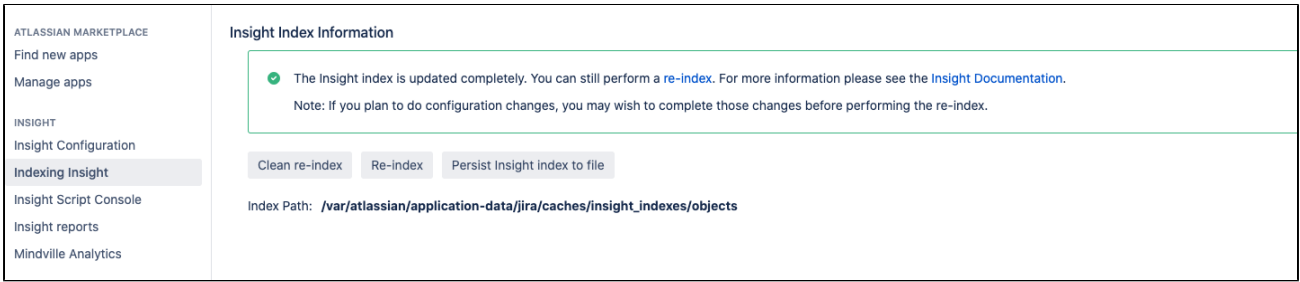 ATLASSIAN MARKETPLACE
Find new apps
Manage apps
INSIGHT
Insight Configuration
Indexing Insight
Insight Script Console
Insight reports
Mindville Analytics
Insight Index Information
The Insight index is updated completely. You can still perform a re-index. For more information please see the Insight Documentation.
Note: If you plan to do configuration changes, you may wish to complete those changes before performing the re-index.
Clean re-index Re-index Persist Insight index to file
Index Path: /var/atlassian/application-data/jira/caches/insight_indexes/objects